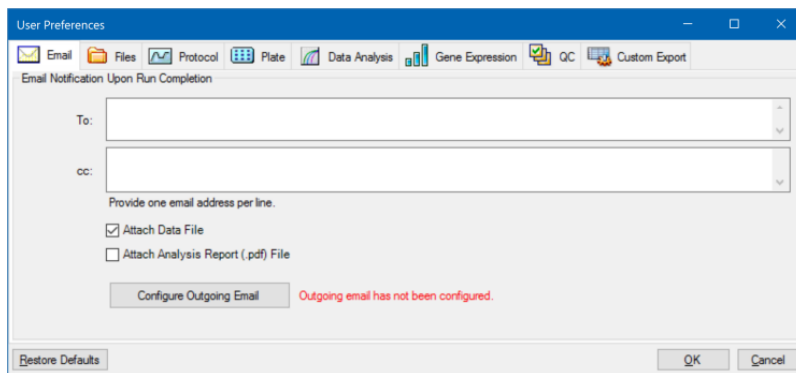 User Preferences
Email Files Protocol Plate Data Analysis Gene Expression QC Custom Export
Email Notification Upon Run Completion
To:
cc:
Provide one email address per line.
Attach Data File
Attach Analysis Report (.pdf) File
Configure Outgoing Email Outgoing email has not been configured.
Restore Defaults OK Cancel